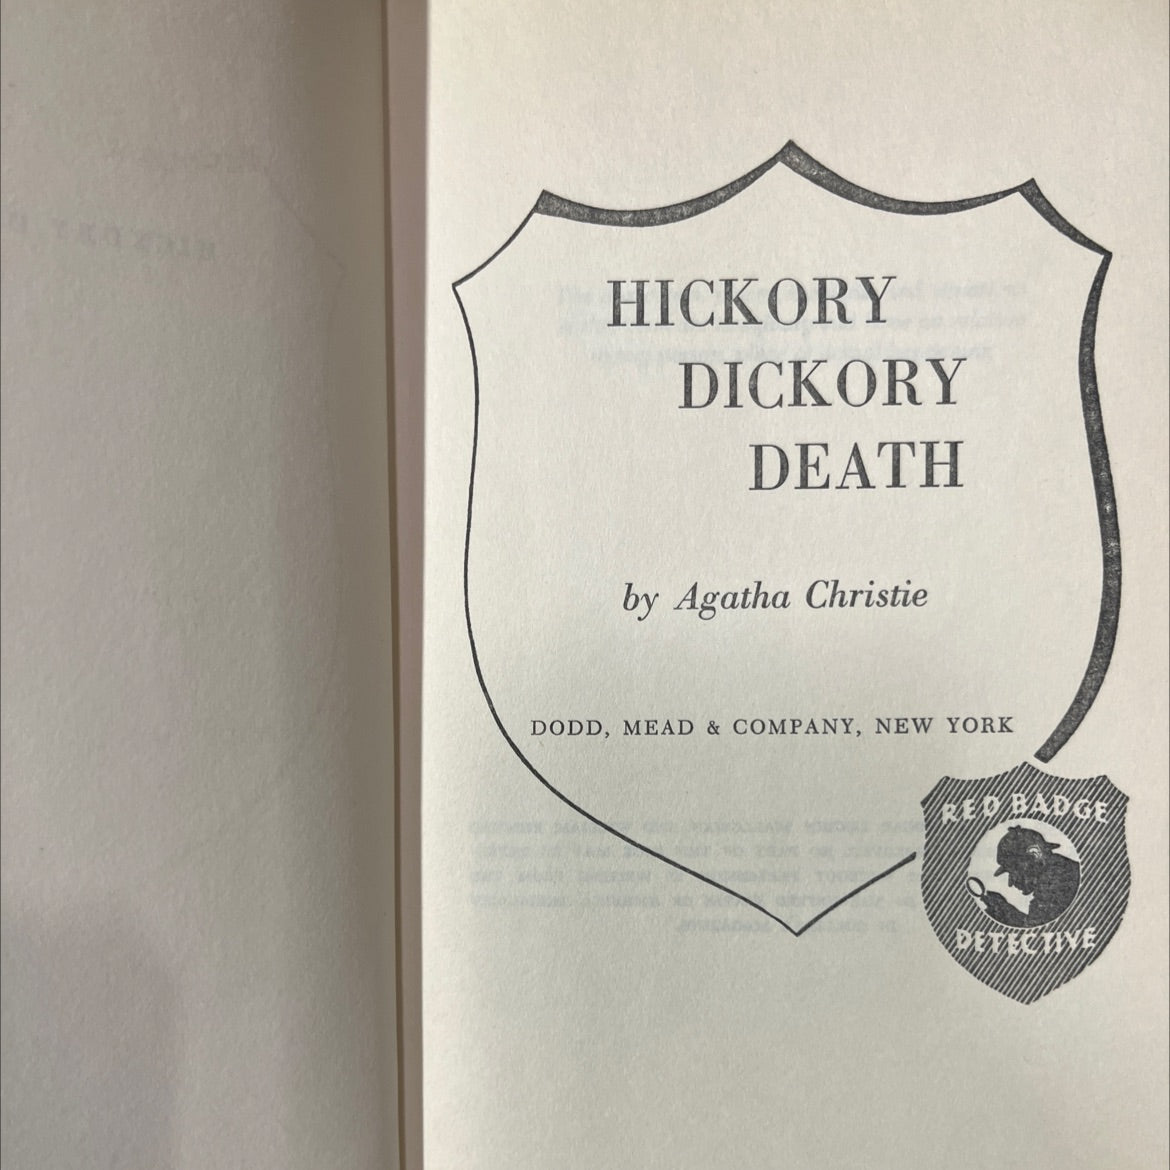 HICKORY
DICKORY
DEATH
by Agatha Christie
DODD, MEAD & COMPANY, NEW YORK
RED BADGE
DETECTIVE